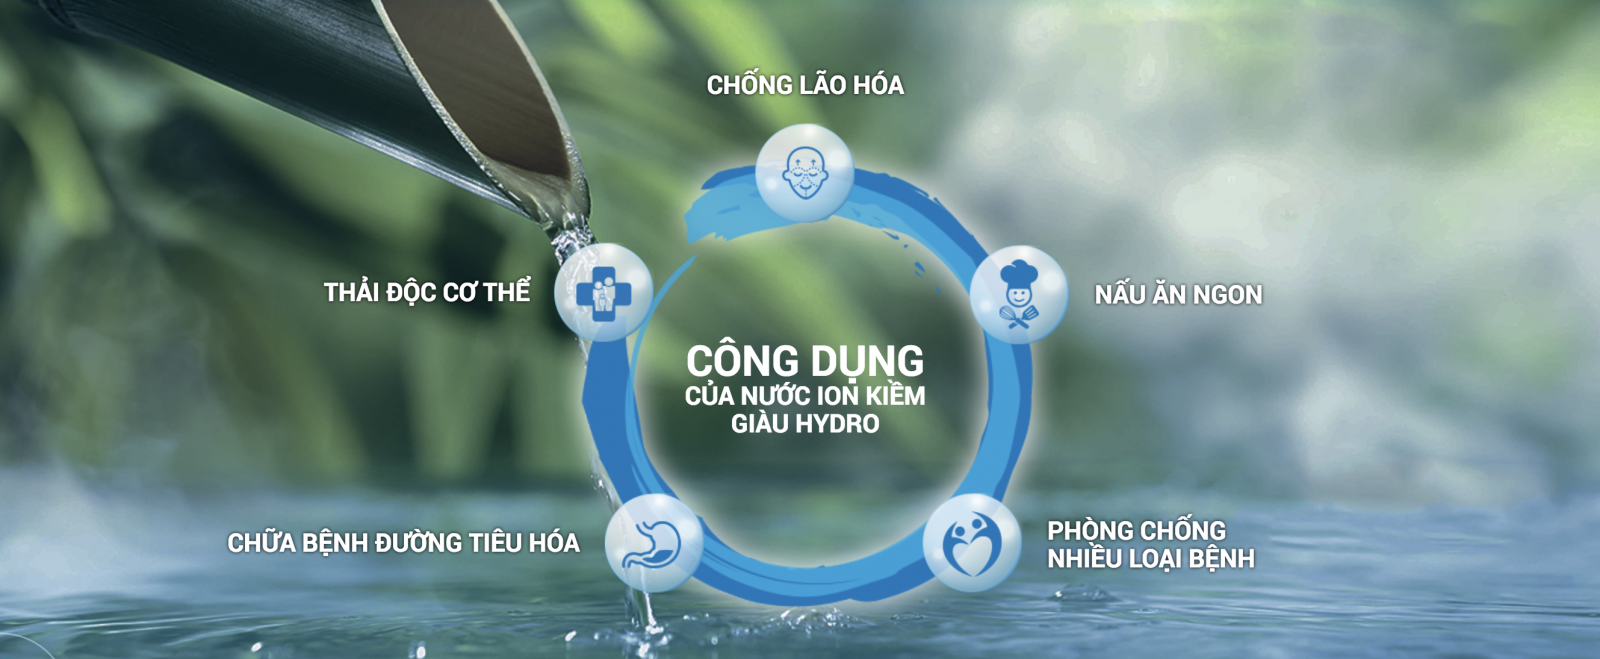 CHỐNG LÃO HÓA
THẢI ĐỘC CƠ THỂ
NẤU ĂN NGON
CÔNG DỤNG
CỦA NƯỚC ION KIỀM
GIÀU HYDRO
CHỮA BỆNH ĐƯỜNG TIÊU HÓA
PHÒNG CHỐNG
NHIỀU LOẠI BỆNH